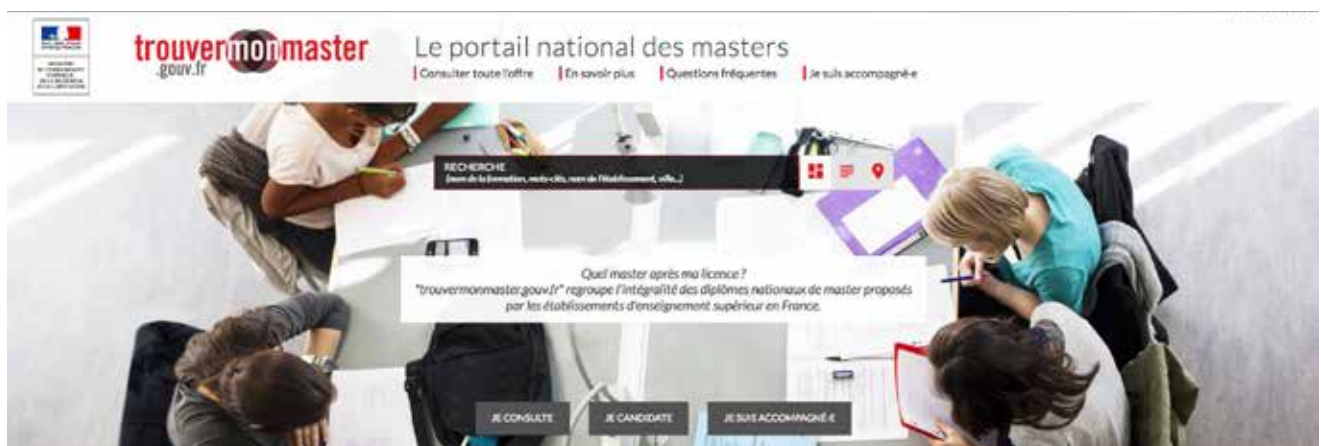 trouvermonmaster
.gouv.fr
Le portail national des masters
Consulter toute l'offre
En savoir plus
Questions fréquentes
Je suis accompagné·e
RECHERCHE
(nom de la formation, mots-clés, nom de l'établissement, ville...)
Quel master après ma licence ?
"trouvermonmaster.gouv.fr" regroupe l'intégralité des diplômes nationaux de master proposés
par les établissements d'enseignement supérieur en France.
JE CONSULTE
JE CANDIDATE
JE SUIS ACCOMPAGNÉ·E